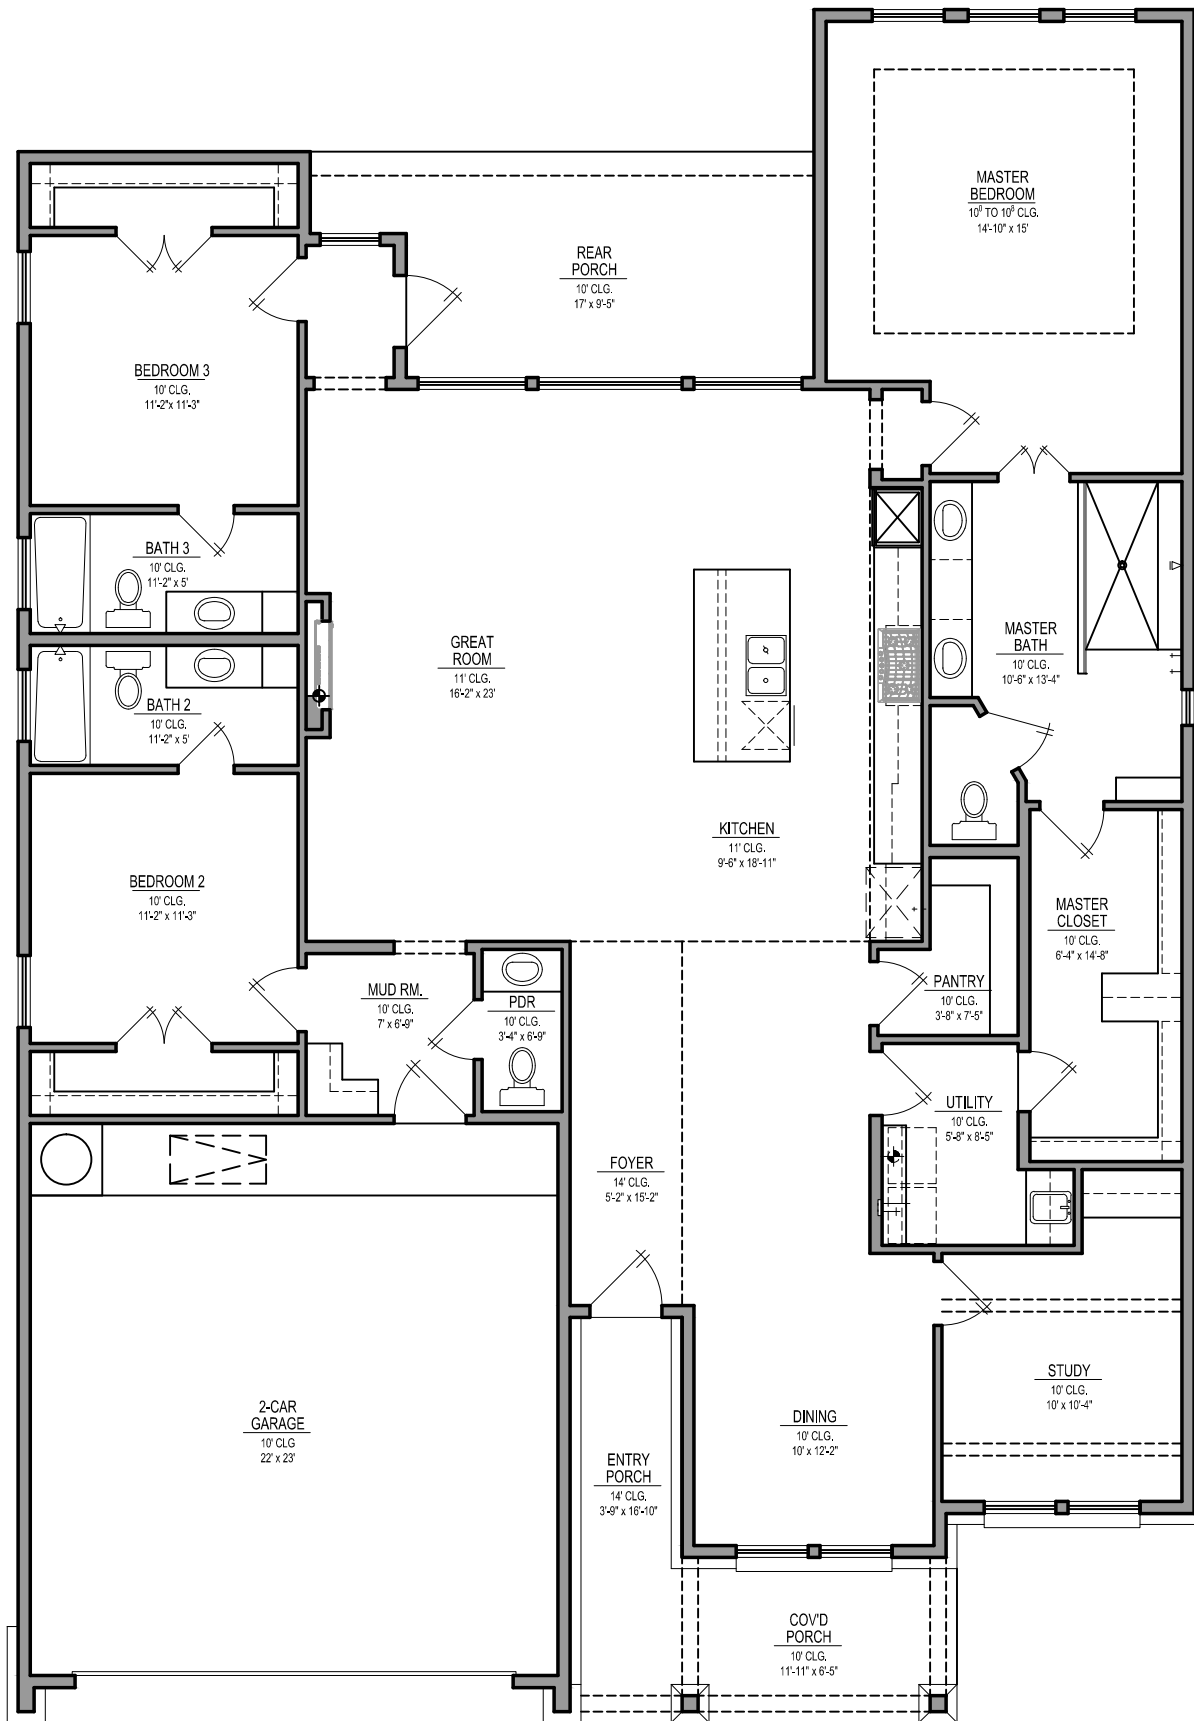 MASTER
BEDROOM
10⁰ TO 10⁸ CLG.
14'-10" x 15'
REAR
PORCH
10' CLG.
17' x 9'-5"
BEDROOM 3
10' CLG.
11'-2"x 11'-3"
BATH 3
10' CLG.
11'-2" x 5'
GREAT
ROOM
11' CLG.
16'-2" x 23'
MASTER
BATH
10' CLG.
10'-6" x 13'-4"
BATH 2
10' CLG.
11'-2" x 5'
KITCHEN
11' CLG.
9'-6" x 18'-11"
BEDROOM 2
10' CLG.
11'-2" x 11'-3"
MASTER
CLOSET
10' CLG.
6'-4" x 14'-8"
MUD RM.
10' CLG.
7' x 6'-9"
PDR
10' CLG.
3'-4" x 6'-9"
PANTRY
10' CLG.
3'-8" x 7'-5"
UTILITY
10' CLG.
5'-8" x 8'-5"
FOYER
14' CLG.
5'-2" x 15'-2"
STUDY
10' CLG.
10' x 10'-4"
2-CAR
GARAGE
10' CLG
22' x 23'
DINING
10' CLG.
10' x 12'-2"
ENTRY
PORCH
14' CLG.
3'-9" x 16'-10"
COV'D
PORCH
10' CLG.
11'-11" x 6'-5"